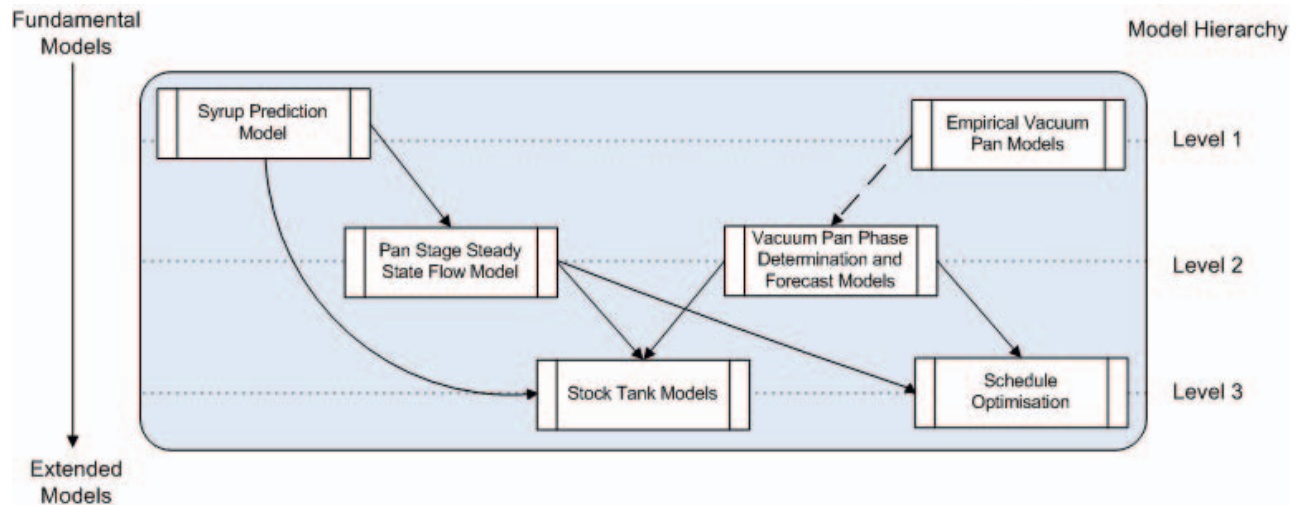 Fundamental
Models
Model Hierarchy
Syrup Prediction
Model
Empirical Vacuum
Pan Models
Level 1
Pan Stage Steady
State Flow Model
Vacuum Pan Phase
Determination and
Forecast Models
Level 2
Stock Tank Models
Schedule
Optimisation
Level 3
Extended
Models